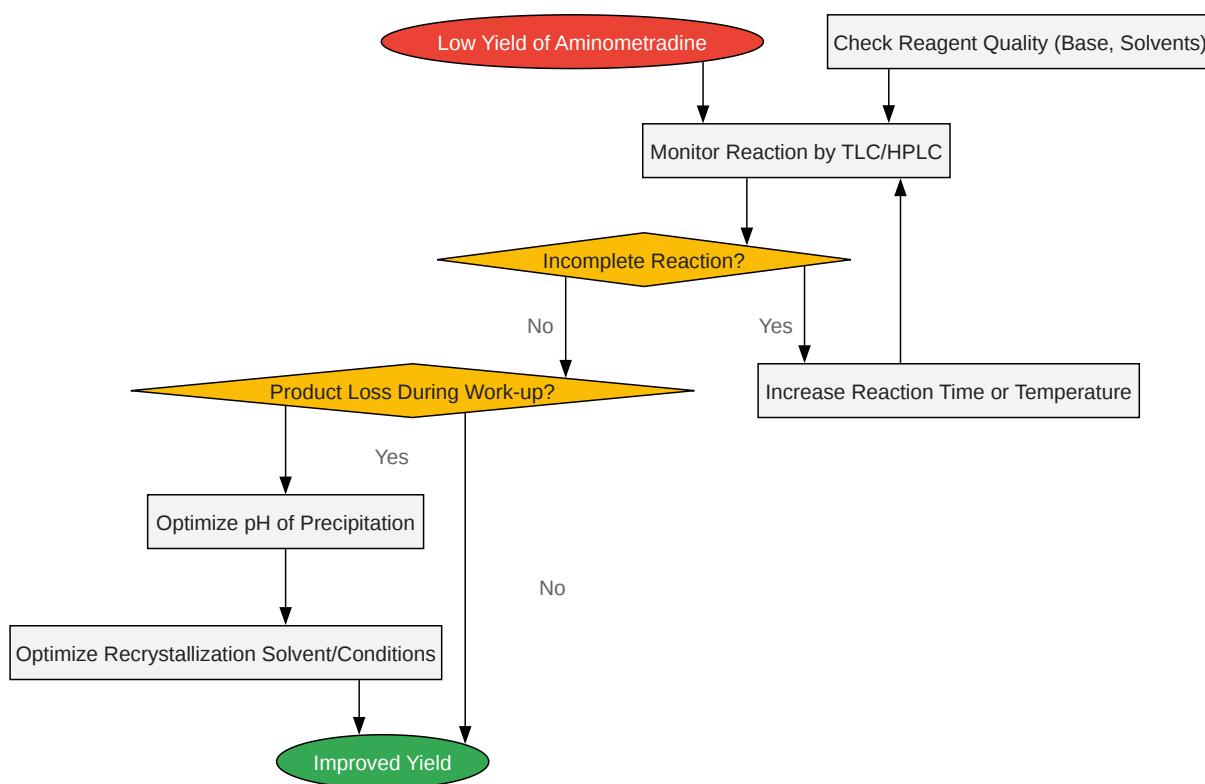 Low Yield of Aminometradine
Check Reagent Quality (Base, Solvents)
Monitor Reaction by TLC/HPLC
Incomplete Reaction?
No
Yes
Product Loss During Work-up?
Increase Reaction Time or Temperature
Yes
Optimize pH of Precipitation
No
Optimize Recrystallization Solvent/Conditions
Improved Yield